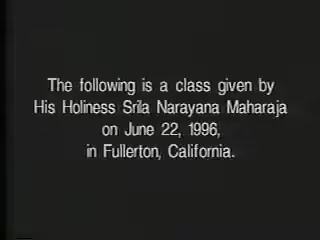 The following is a class given by
His Holiness Srila Narayana Maharaja
on June 22, 1996,
in Fullerton, California.